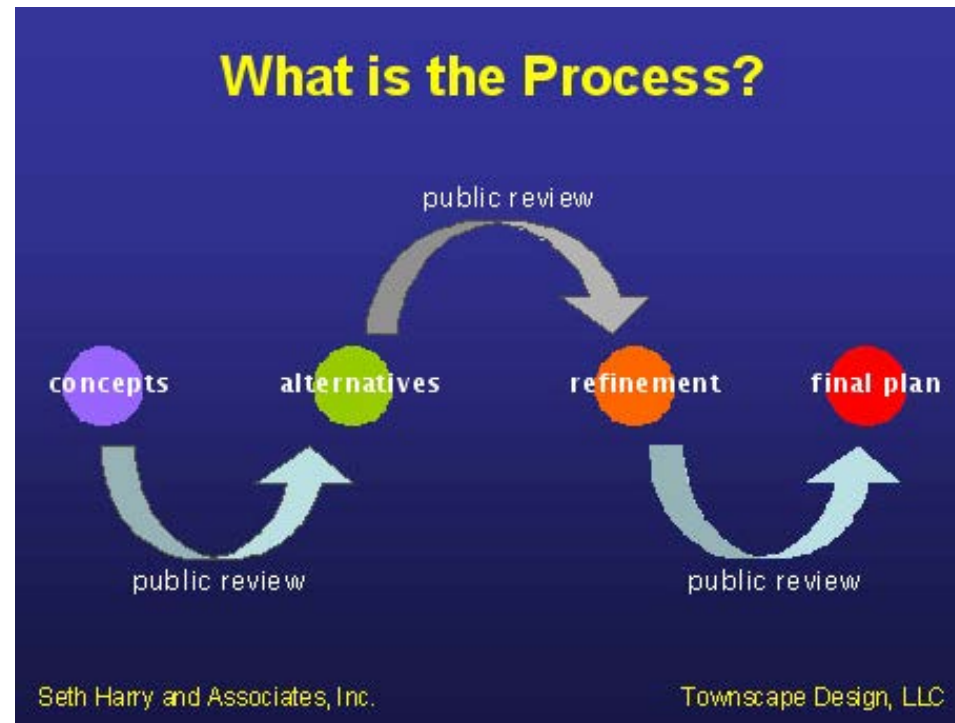 What is the Process?
public review
concepts
alternatives
refinement
final plan
public review
public review
Seth Harry and Associates, Inc.
Townscape Design, LLC